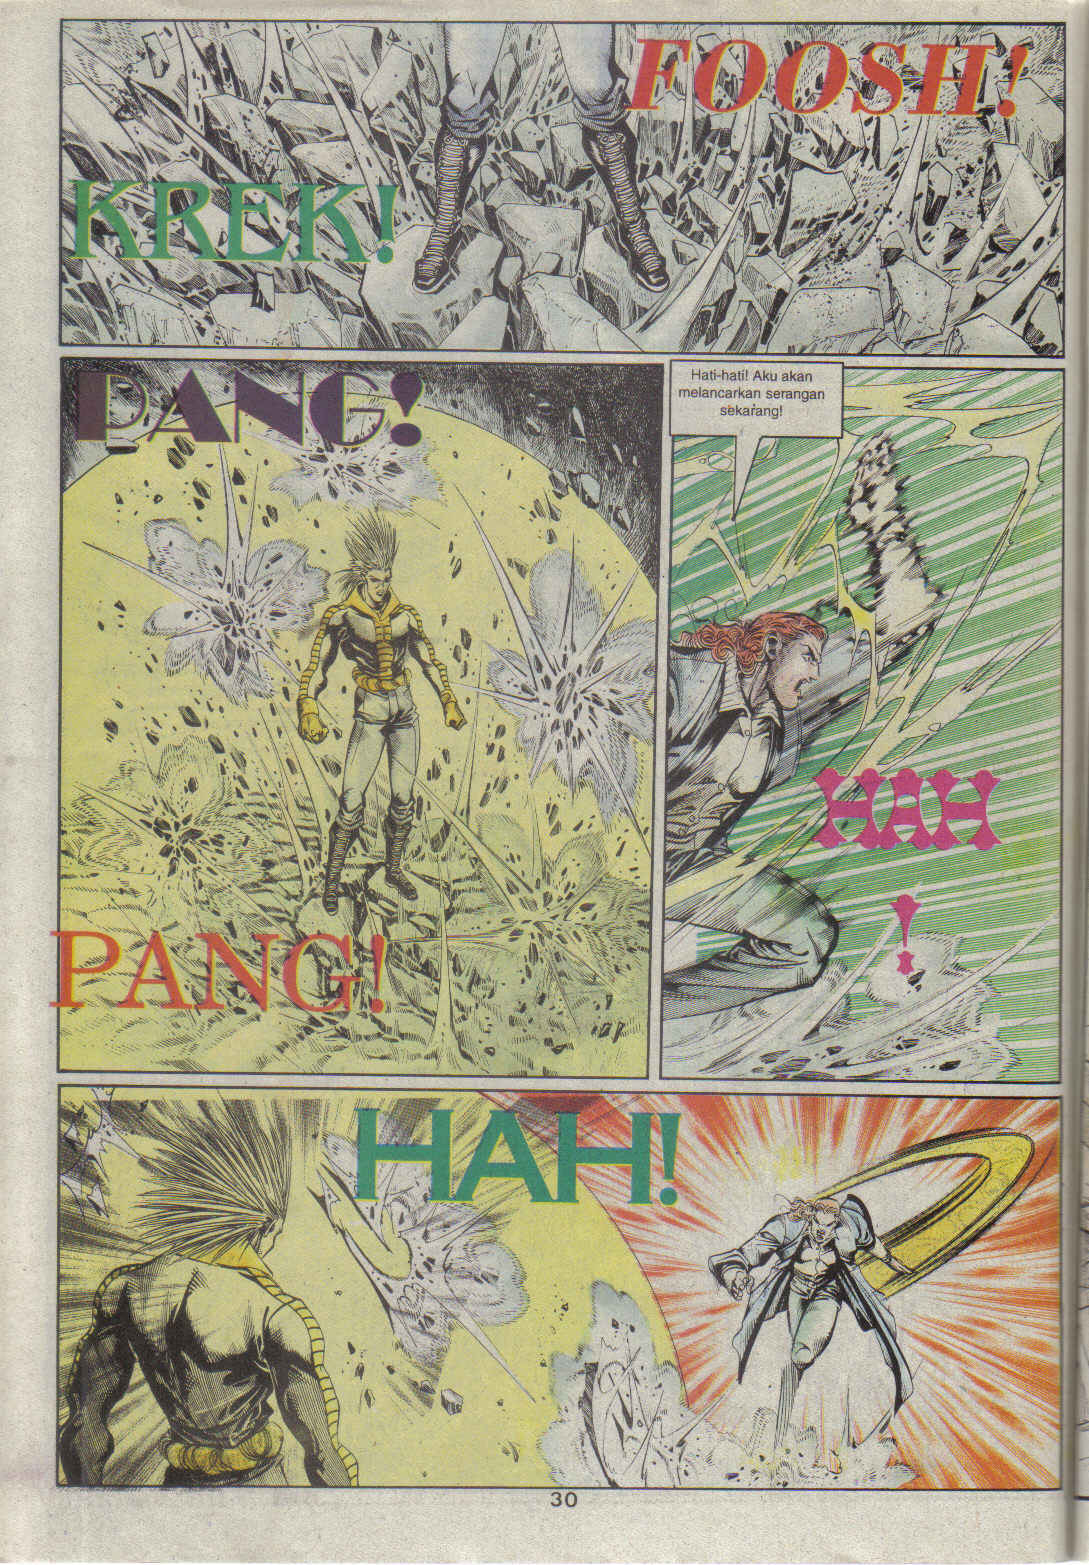 FOOSH!
KREK!
PANG!
Hati-hati! Aku akan
melancarkan serangan
sekarang!
HAH
!
PANG!
HAH!
30